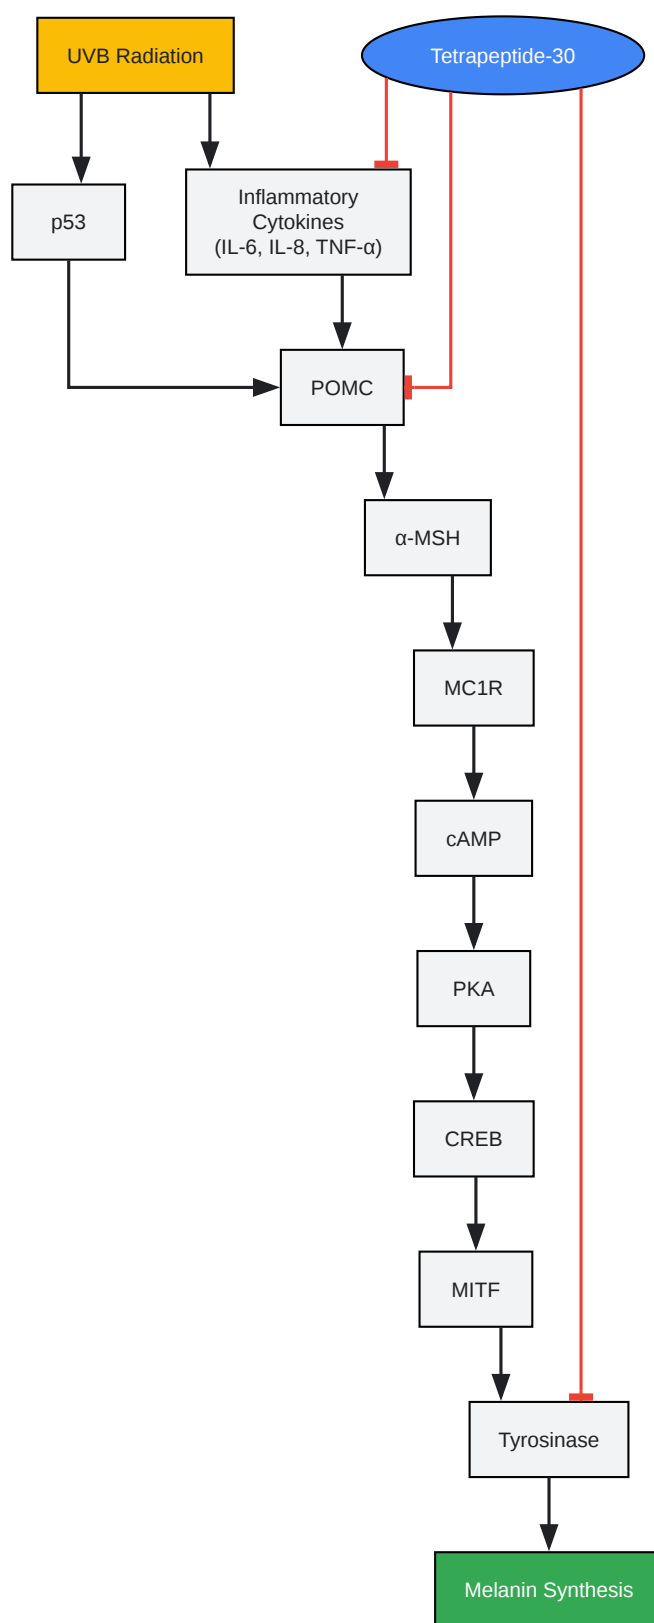 UVB Radiation
Tetrapeptide-30
p53
Inflammatory
Cytokines
(IL-6, IL-8, TNF-α)
POMC
α-MSH
MC1R
cAMP
PKA
CREB
MITF
Tyrosinase
Melanin Synthesis